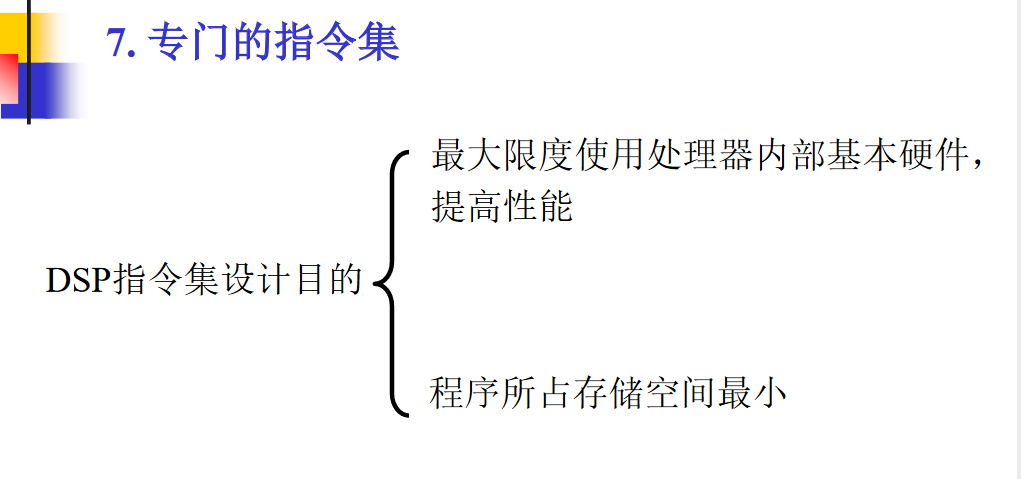 7. 专门的指令集
最大限度使用处理器内部基本硬件，
提高性能
DSP指令集设计目的
程序所占存储空间最小